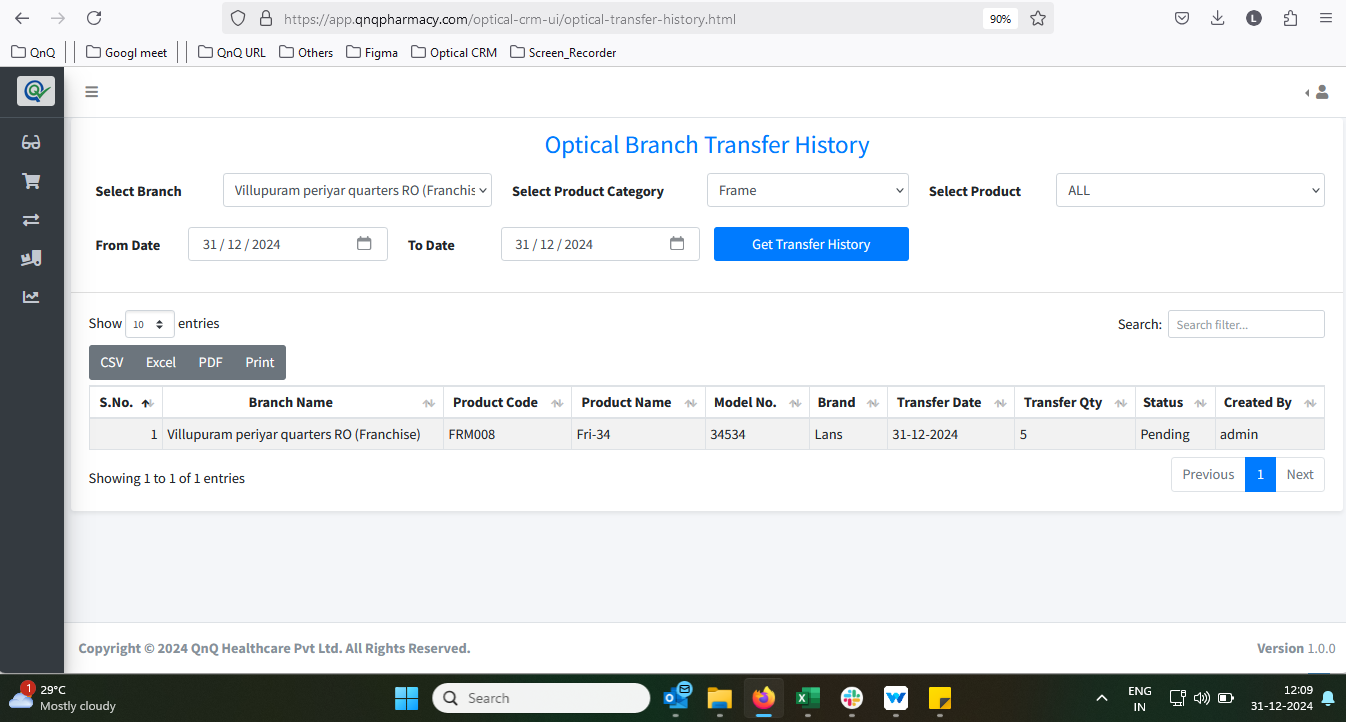 https://app.qnqpharmacy.com/optical-crm-ui/optical-transfer-history.html 90% L
QnQ Googl meet QnQ URL Others Figma Optical CRM Screen_Recorder
Optical Branch Transfer History
Select Branch Villupuram periyar quarters RO (Franchis Select Product Category Frame Select Product ALL
From Date 31 / 12 / 2024 To Date 31 / 12 / 2024 Get Transfer History
Show 10 entries Search: Search filter...
CSV Excel PDF Print
S.No. Branch Name Product Code Product Name Model No. Brand Transfer Date Transfer Qty Status Created By
1 Villupuram periyar quarters RO (Franchise) FRM008 Fri-34 34534 Lans 31-12-2024 5 Pending admin
Showing 1 to 1 of 1 entries Previous 1 Next
Copyright © 2024 QnQ Healthcare Pvt Ltd. All Rights Reserved. Version 1.0.0
1 29°C Search ENG 12:09
Mostly cloudy IN 31-12-2024